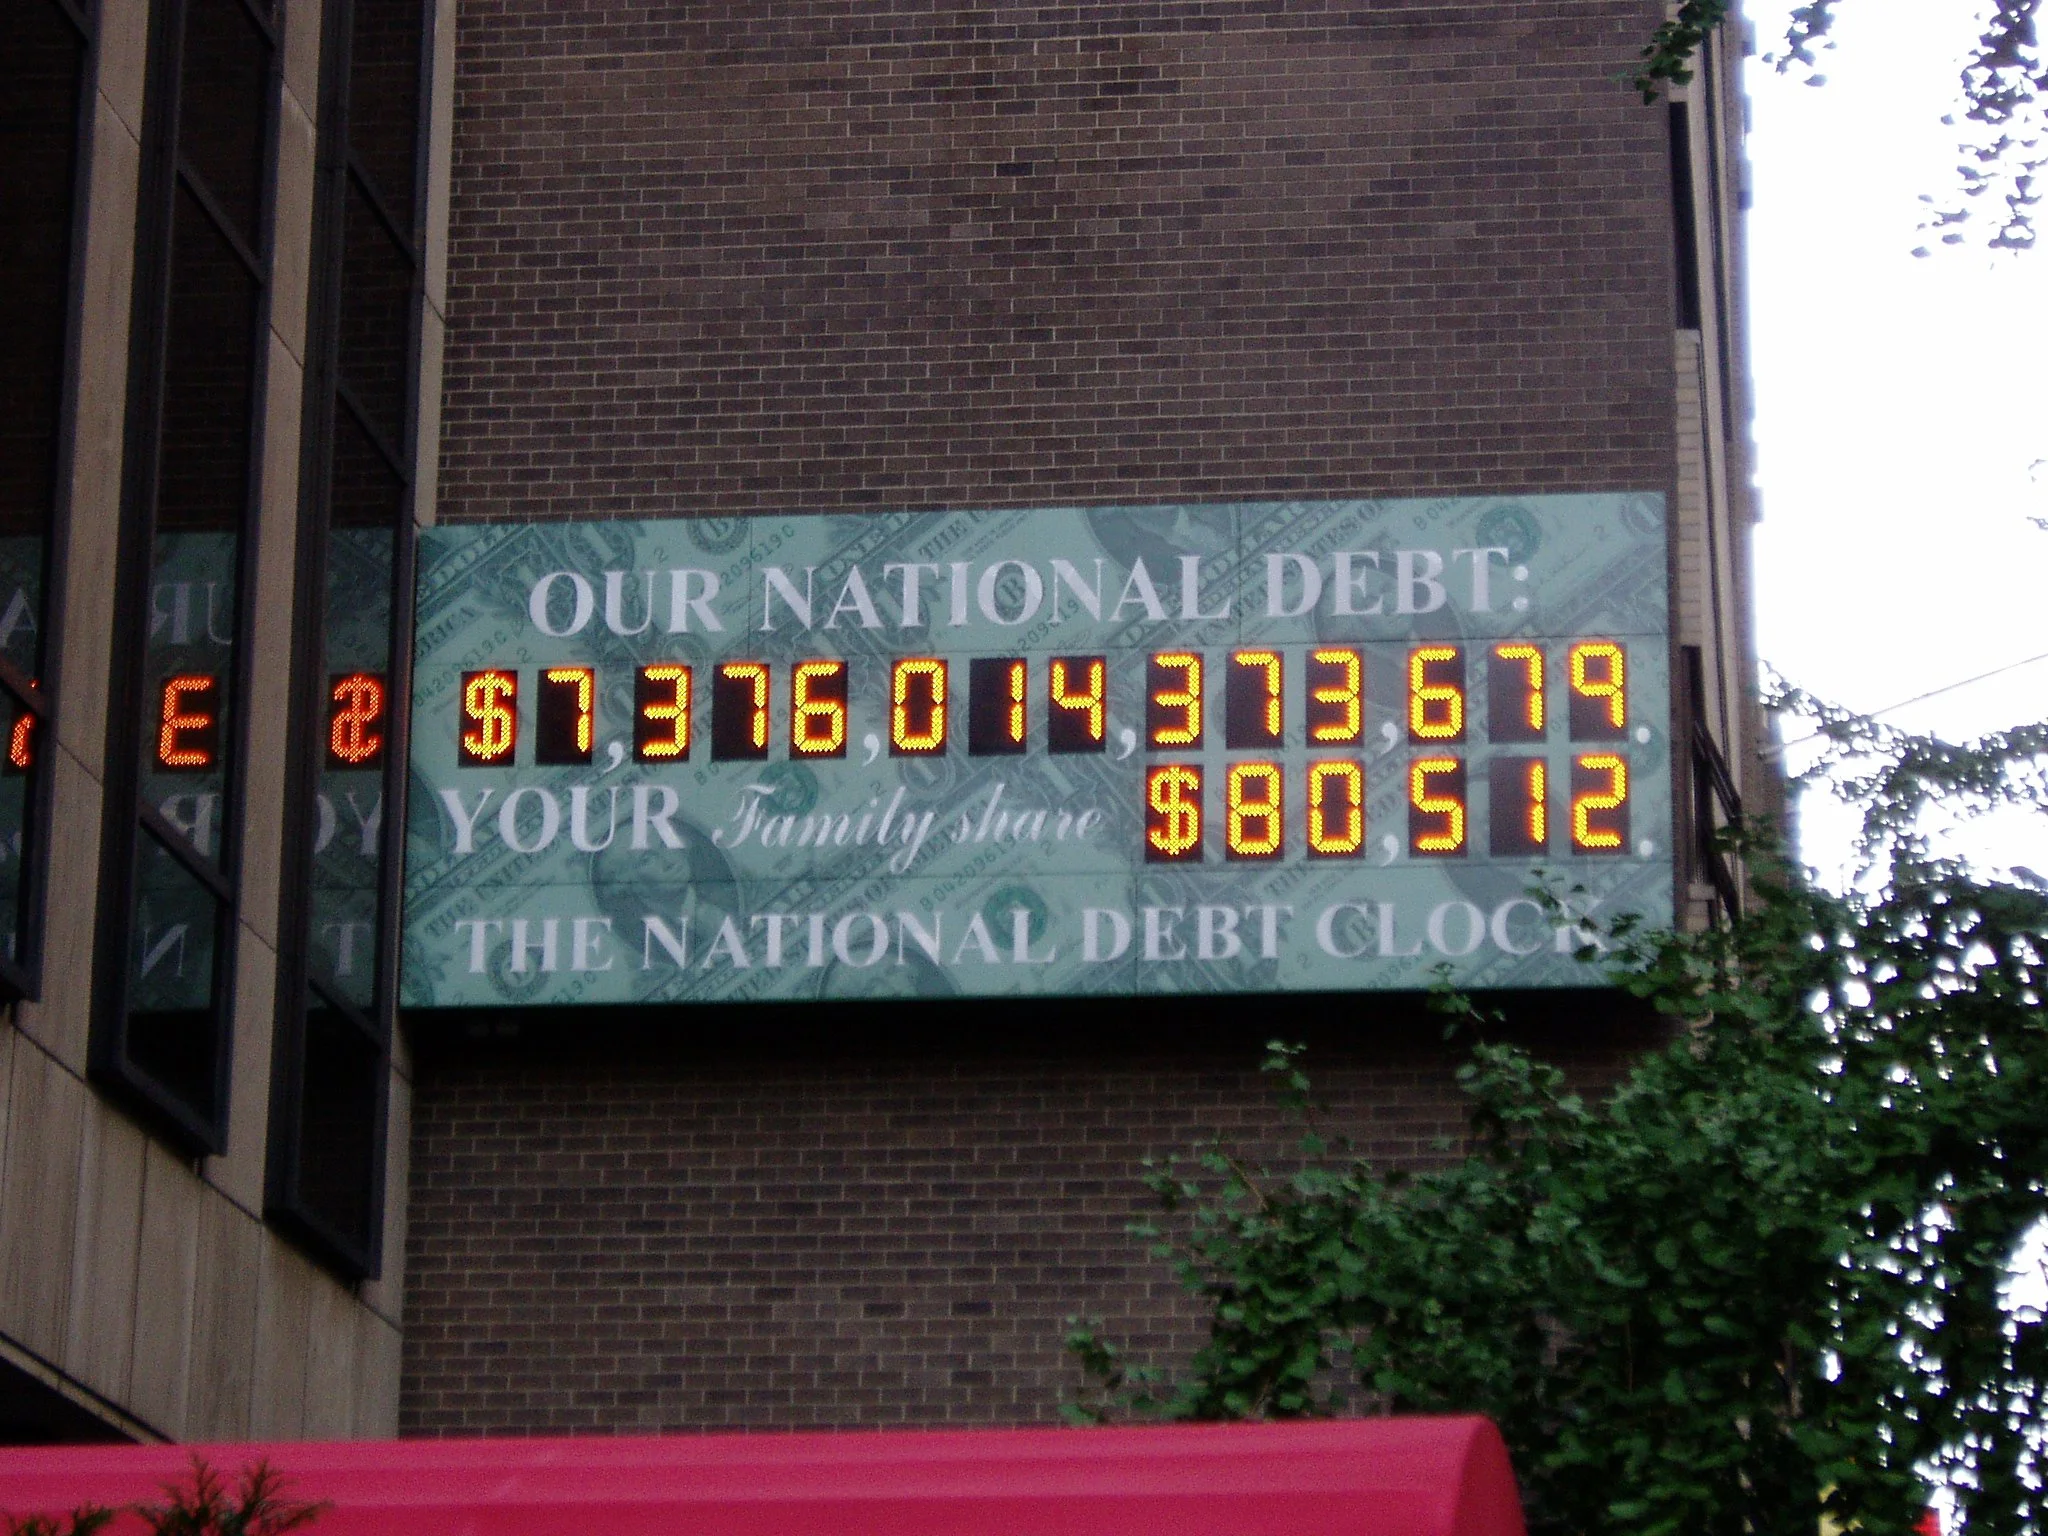 OUR NATIONAL DEBT:
$7,376,014,373,679.
YOUR Family share $80,512.
THE NATIONAL DEBT CLOCK